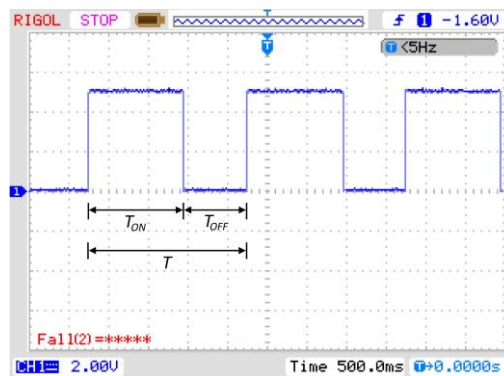 RIGOL STOP T f 1 -1.60V
T <5Hz
T
1
TON TOFF
T
Fall(2)=*****
CH1 2.00V Time 500.0ms T→0.0000s